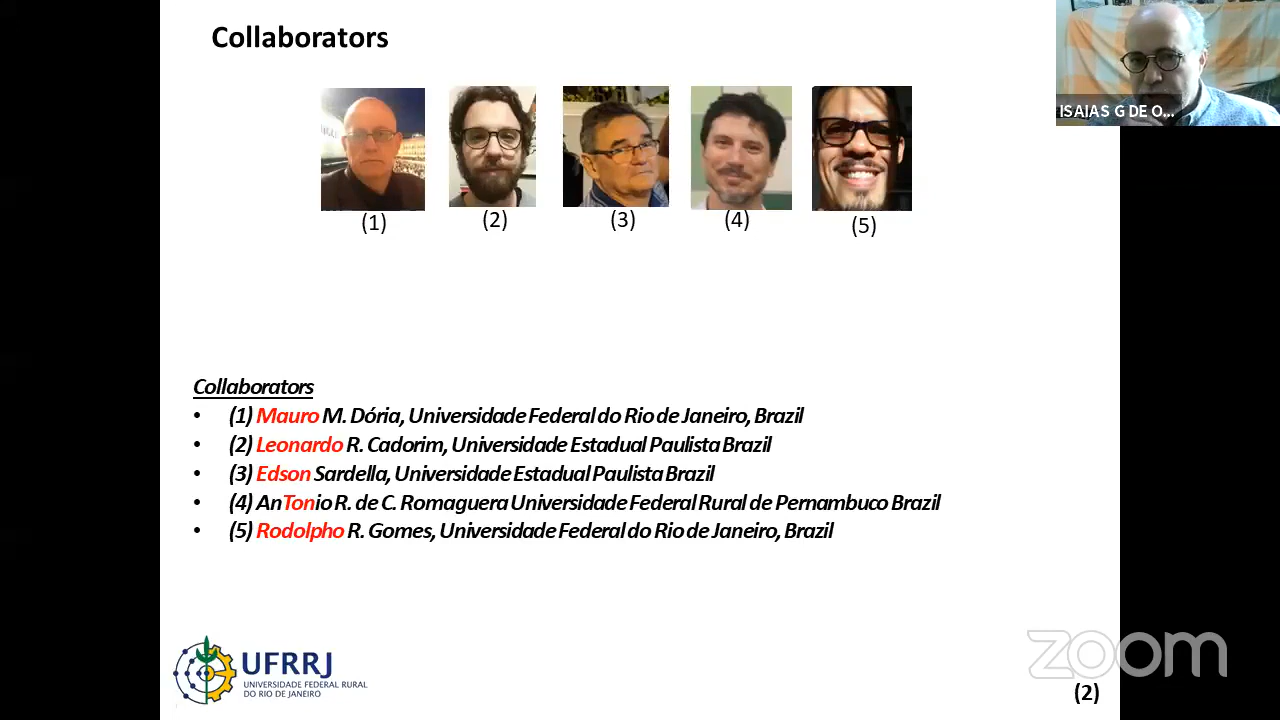 Collaborators
ISAIAS G DE O...
(1)
(2)
(3)
(4)
(5)
Collaborators
• (1) Mauro M. Dória, Universidade Federal do Rio de Janeiro, Brazil
• (2) Leonardo R. Cadorim, Universidade Estadual Paulista Brazil
• (3) Edson Sardella, Universidade Estadual Paulista Brazil
• (4) AnTonio R. de C. Romaguera Universidade Federal Rural de Pernambuco Brazil
• (5) Rodolpho R. Gomes, Universidade Federal do Rio de Janeiro, Brazil
UFRRJ
UNIVERSIDADE FEDERAL RURAL
DO RIO DE JANEIRO
zoom
(2)